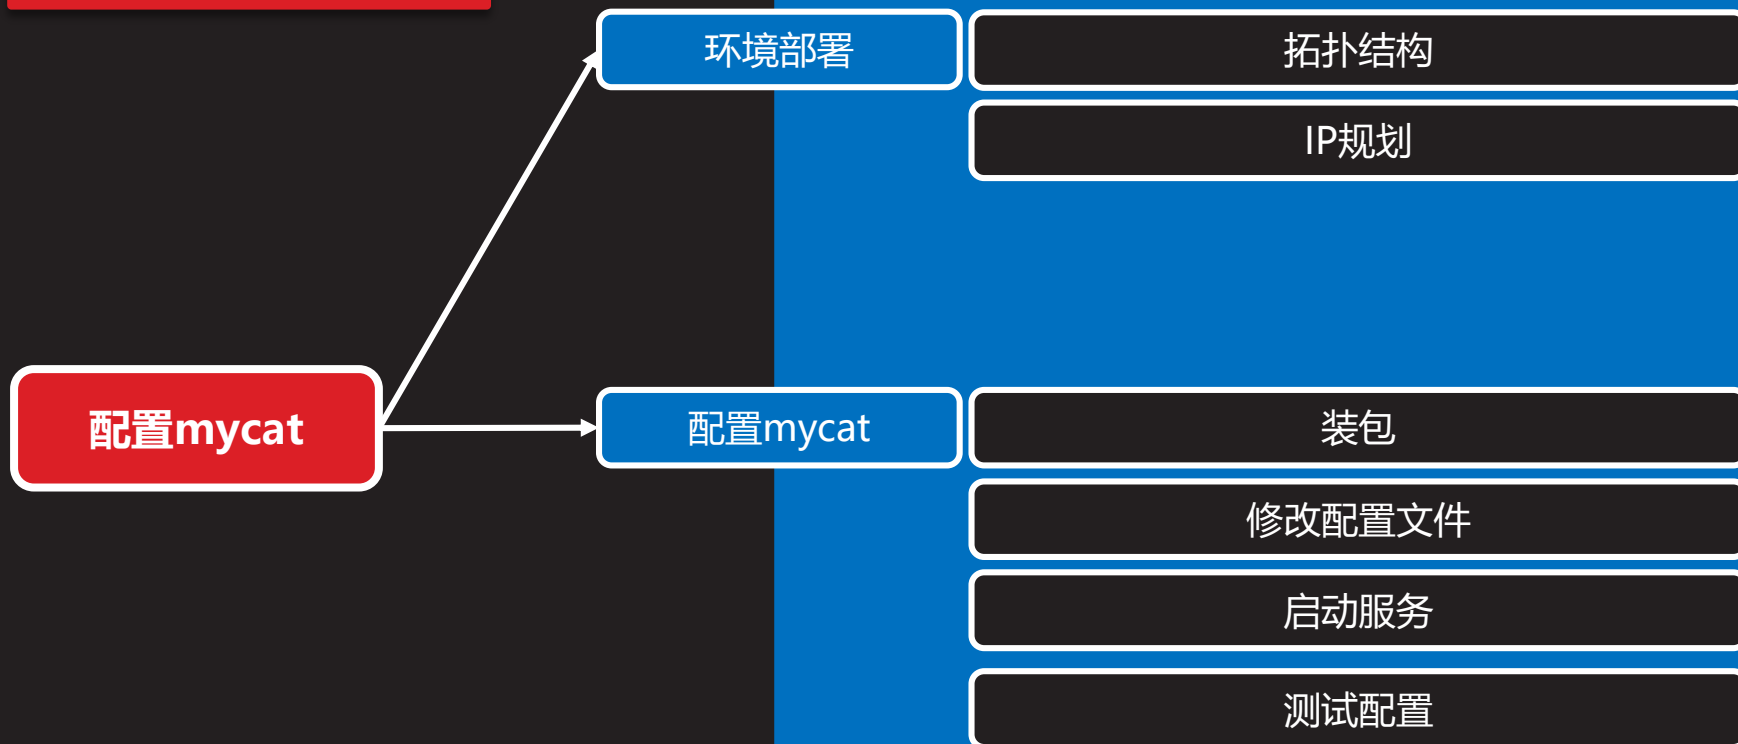 环境部署
拓扑结构
IP规划
配置mycat
配置mycat
装包
修改配置文件
启动服务
测试配置